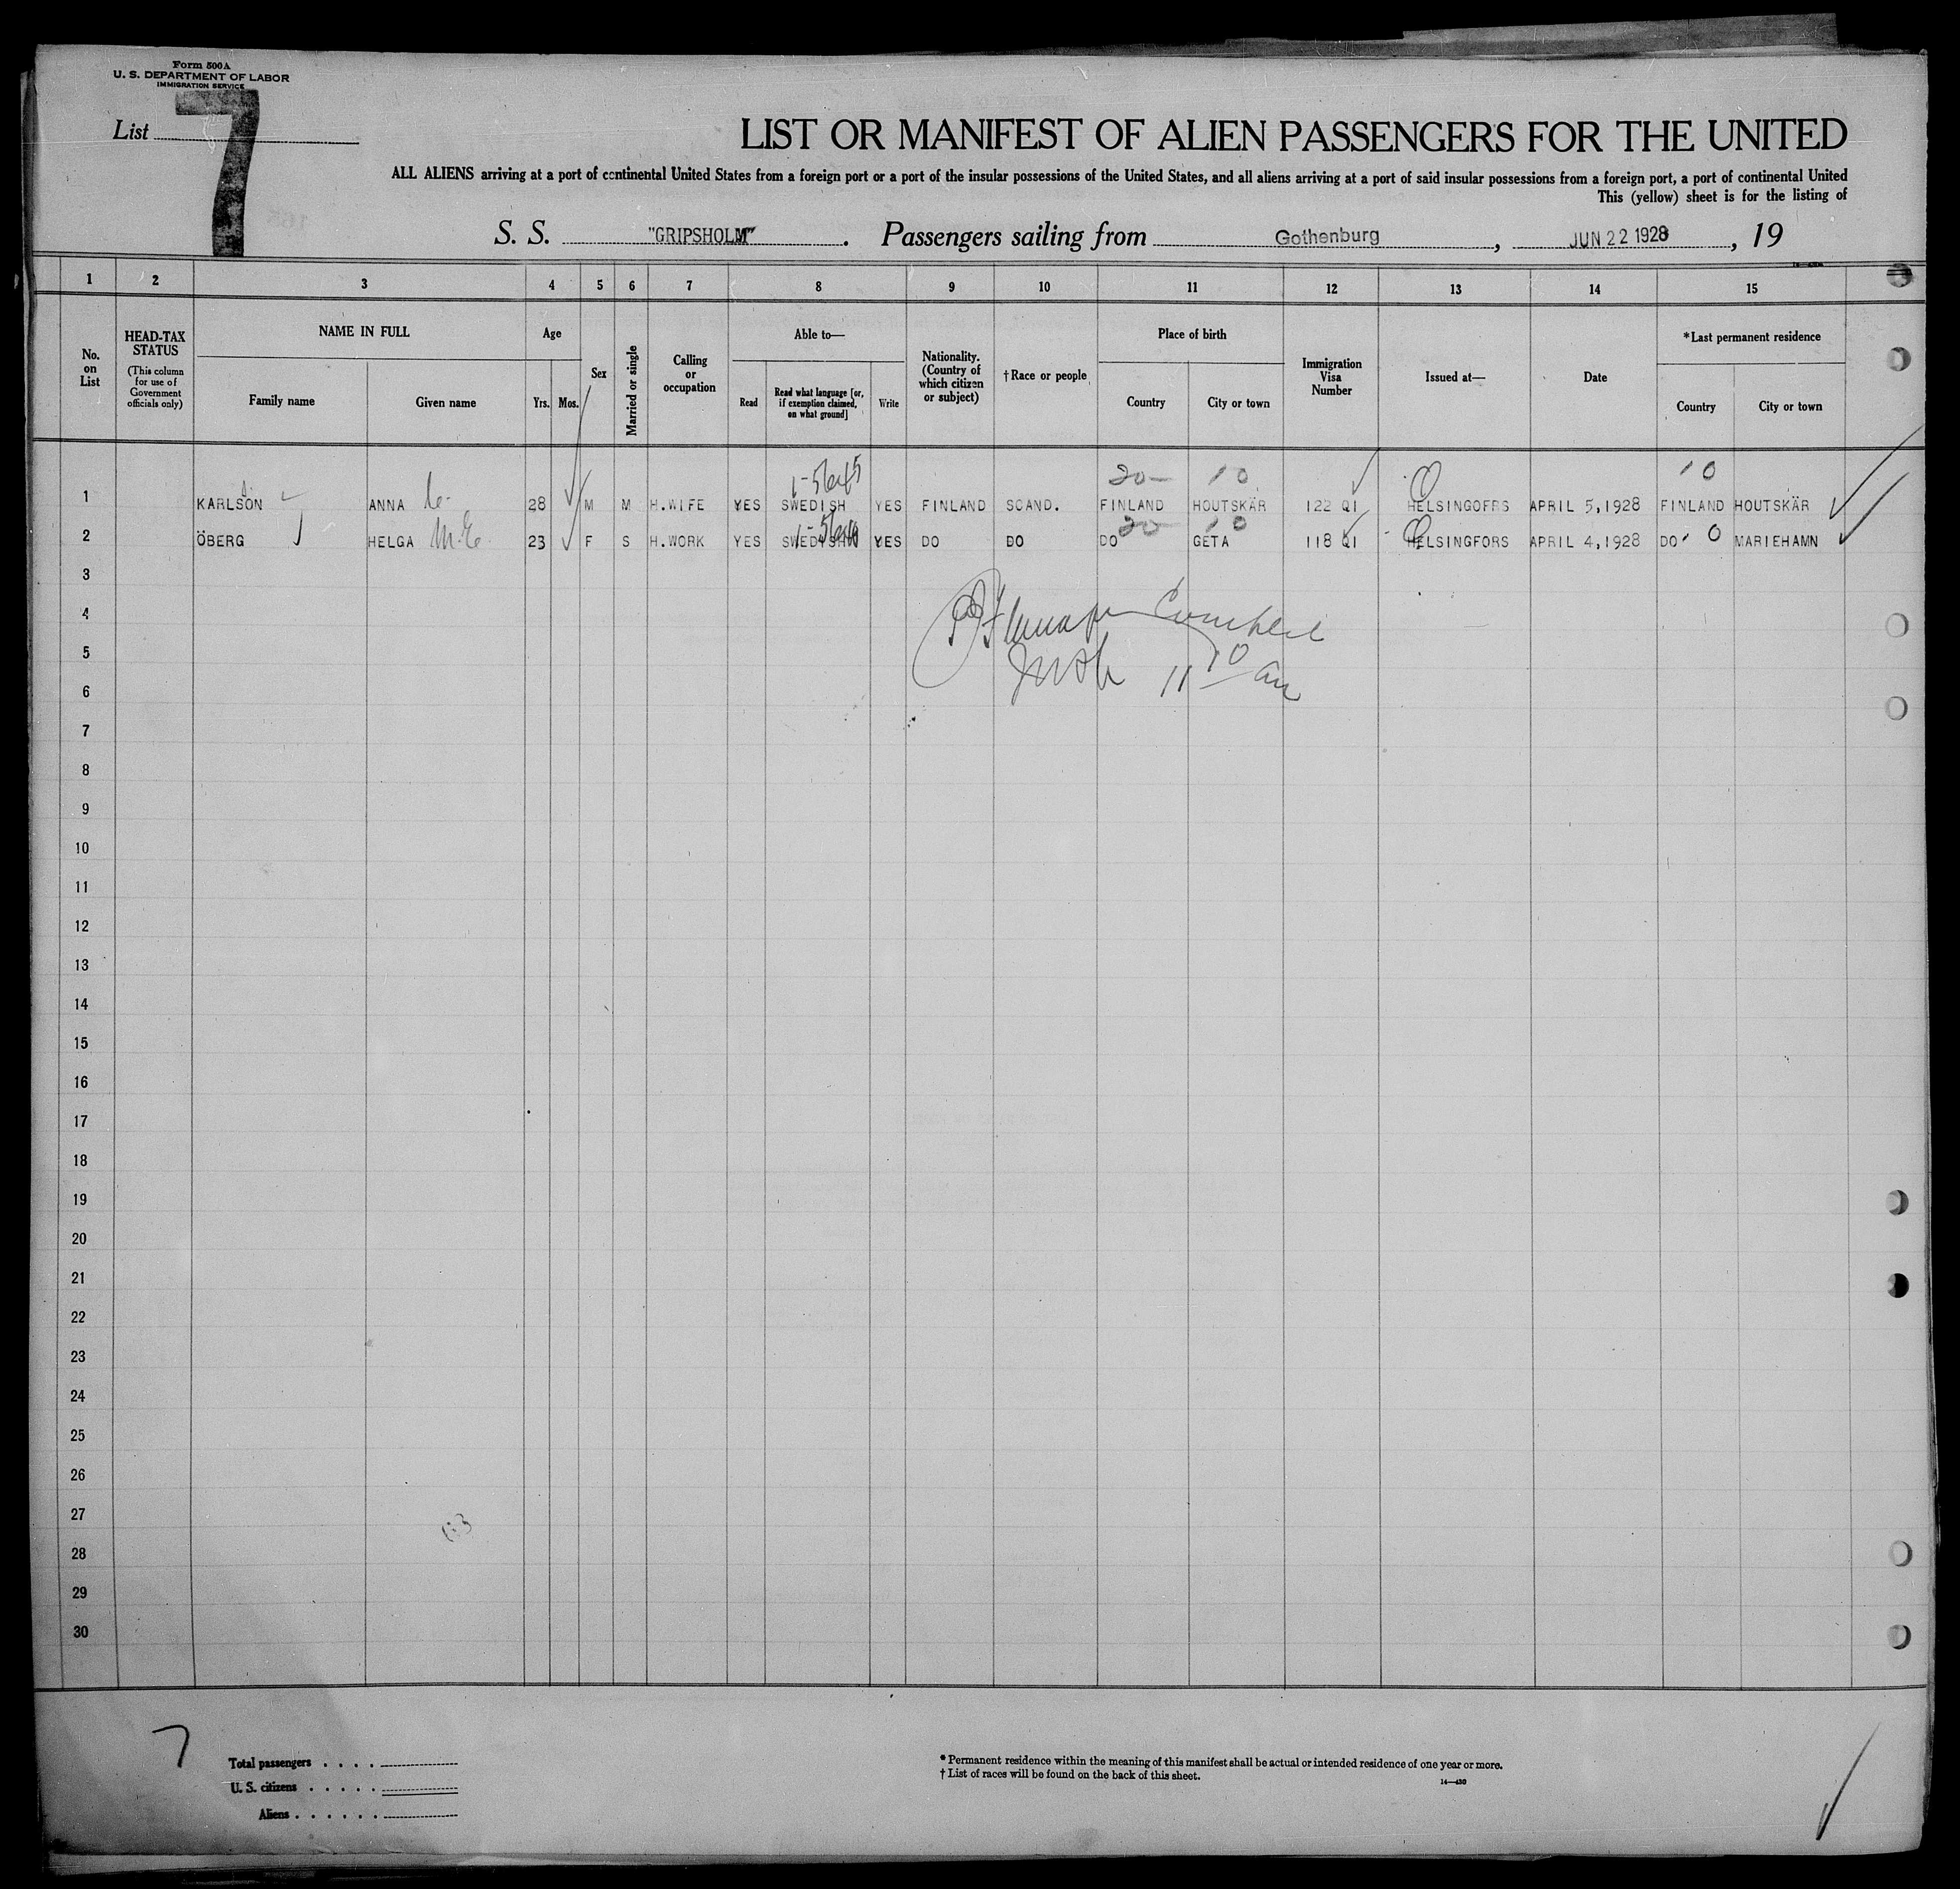 Form 500A
U. S. DEPARTMENT OF LABOR
IMMIGRATION SERVICE
List 7
LIST OR MANIFEST OF ALIEN PASSENGERS FOR THE UNITED
ALL ALIENS arriving at a port of continental United States from a foreign port or a port of the insular possessions of the United States, and all aliens arriving at a port of said insular possessions from a foreign port, a port of continental United
This (yellow) sheet is for the listing of
S. S. "GRIPSHOLM". Passengers sailing from Gothenburg, JUN 22 1928, 19
1 2 3 4 5 6 7 8 9 10 11 12 13 14 15
No. on List
HEAD-TAX STATUS (This column for use of Government officials only)
NAME IN FULL
Family name Given name
Age
Yrs. Mos.
Sex
Married or single
Calling or occupation
Able to—
Read Read what language [or, if exemption claimed, on what ground] Write
Nationality. (Country of which citizen or subject)
†Race or people
Place of birth
Country City or town
Immigration Visa Number
Issued at—
Date
*Last permanent residence
Country City or town
20- 10 10
1 KARLSON ANNA 28 M M H.WIFE YES SWEDISH YES FINLAND SCAND. FINLAND HOUTSKÄR 122 QI HELSINGOFRS APRIL 5,1928 FINLAND HOUTSKÄR
20- 10 0
2 ÖBERG HELGA M.E. 23 F S H.WORK YES SWEDISH YES DO DO DO GETA 118 QI HELSINGFORS APRIL 4,1928 DO MARIEHAMN
3
4
5
11 10 am
6
7
8
9
10
11
12
13
14
15
16
17
18
19
20
21
22
23
24
25
26
27
28
29
30
7
Total passengers
U. S. citizens
Aliens
* Permanent residence within the meaning of this manifest shall be actual or intended residence of one year or more.
† List of races will be found on the back of this sheet.
14—430